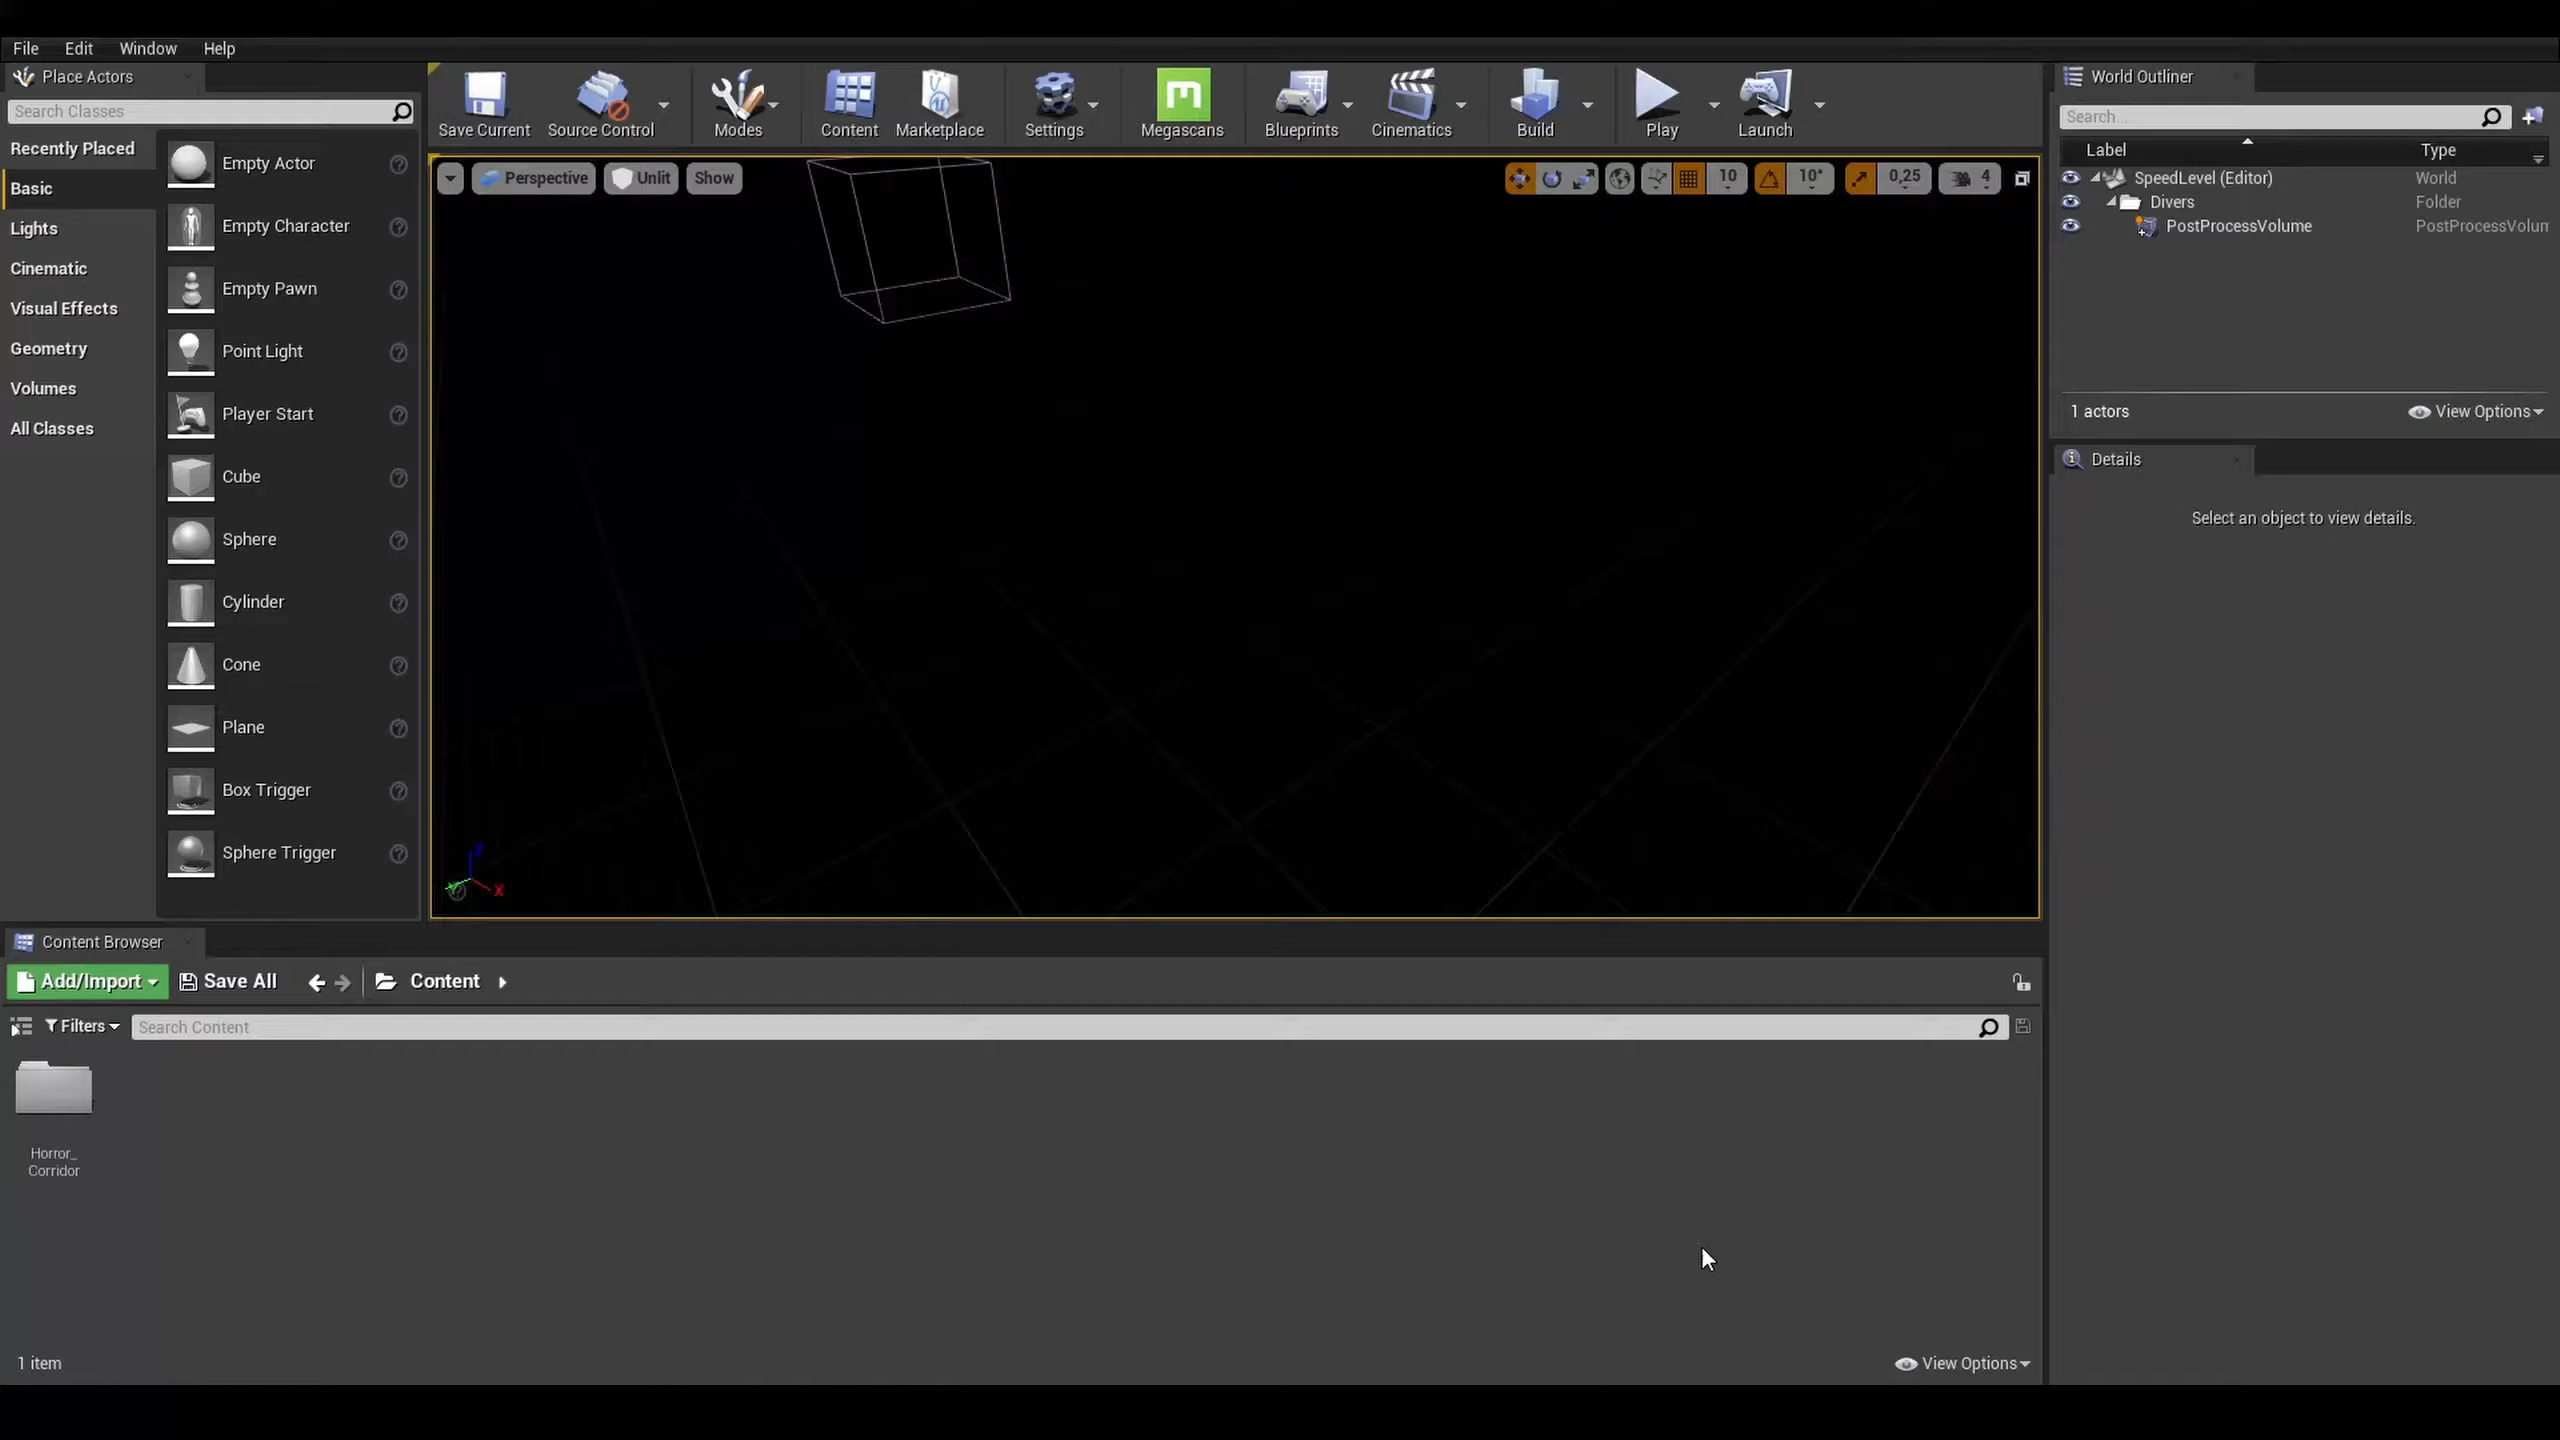 File Edit Window Help
Place Actors
Search Classes
Recently Placed
Basic
Lights
Cinematic
Visual Effects
Geometry
Volumes
All Classes
Empty Actor
Empty Character
Empty Pawn
Point Light
Player Start
Cube
Sphere
Cylinder
Cone
Plane
Box Trigger
Sphere Trigger
Save Current Source Control Modes Content Marketplace Settings Megascans Blueprints Cinematics Build Play Launch
Perspective Unlit Show 10 10° 0,25 4
Z
X
World Outliner
Search...
Label Type
SpeedLevel (Editor) World
Divers Folder
PostProcessVolume PostProcessVolum
1 actors View Options
Details
Select an object to view details.
Content Browser
Add/Import Save All Content
Filters Search Content
Horror_
Corridor
1 item View Options